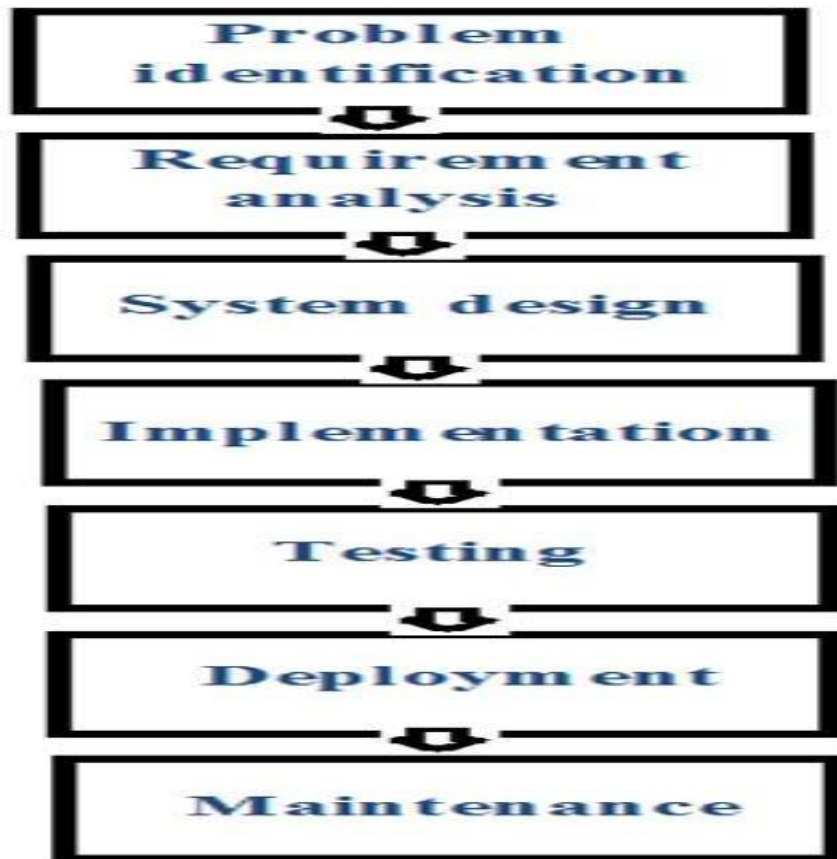 Problem
identification
Requirement
analysis
System design
Implementation
Testing
Deployment
Maintenance